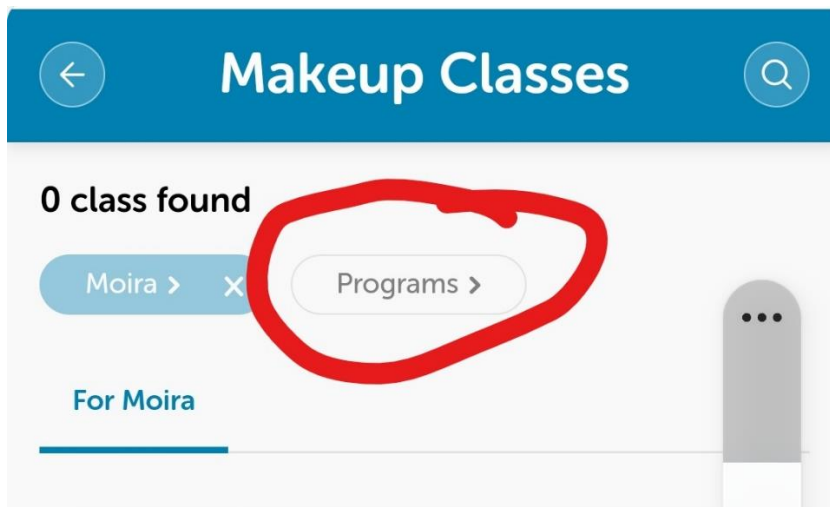 Makeup Classes
0 class found
Moira > × Programs >
For Moira